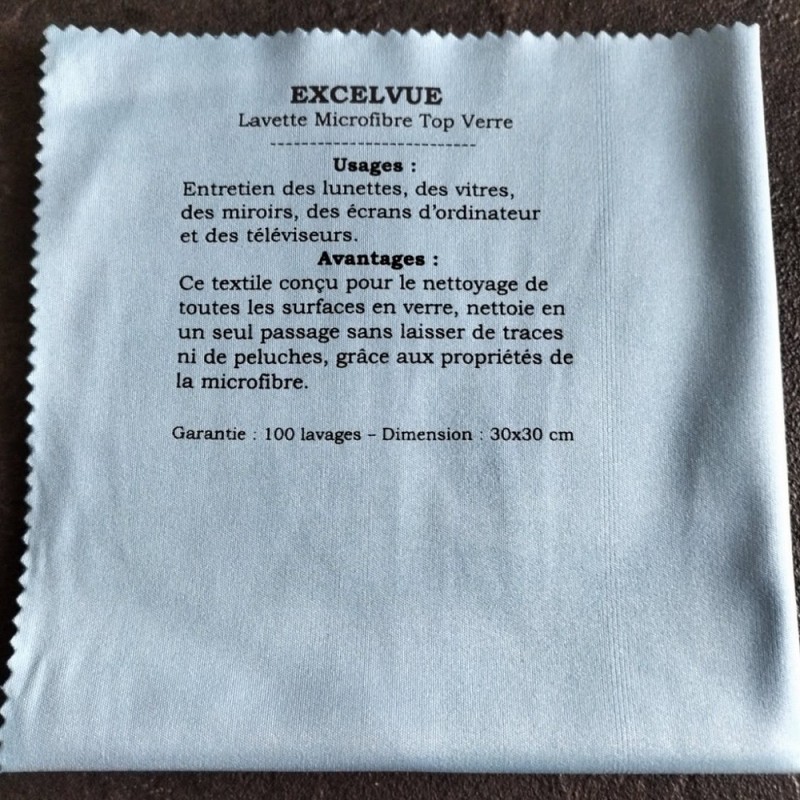 EXCELVUE
Lavette Microfibre Top Verre
--------------------------
Usages :
Entretien des lunettes, des vitres,
des miroirs, des écrans d'ordinateur
et des téléviseurs.
Avantages :
Ce textile conçu pour le nettoyage de
toutes les surfaces en verre, nettoie en
un seul passage sans laisser de traces
ni de peluches, grâce aux propriétés de
la microfibre.
Garantie : 100 lavages – Dimension : 30x30 cm